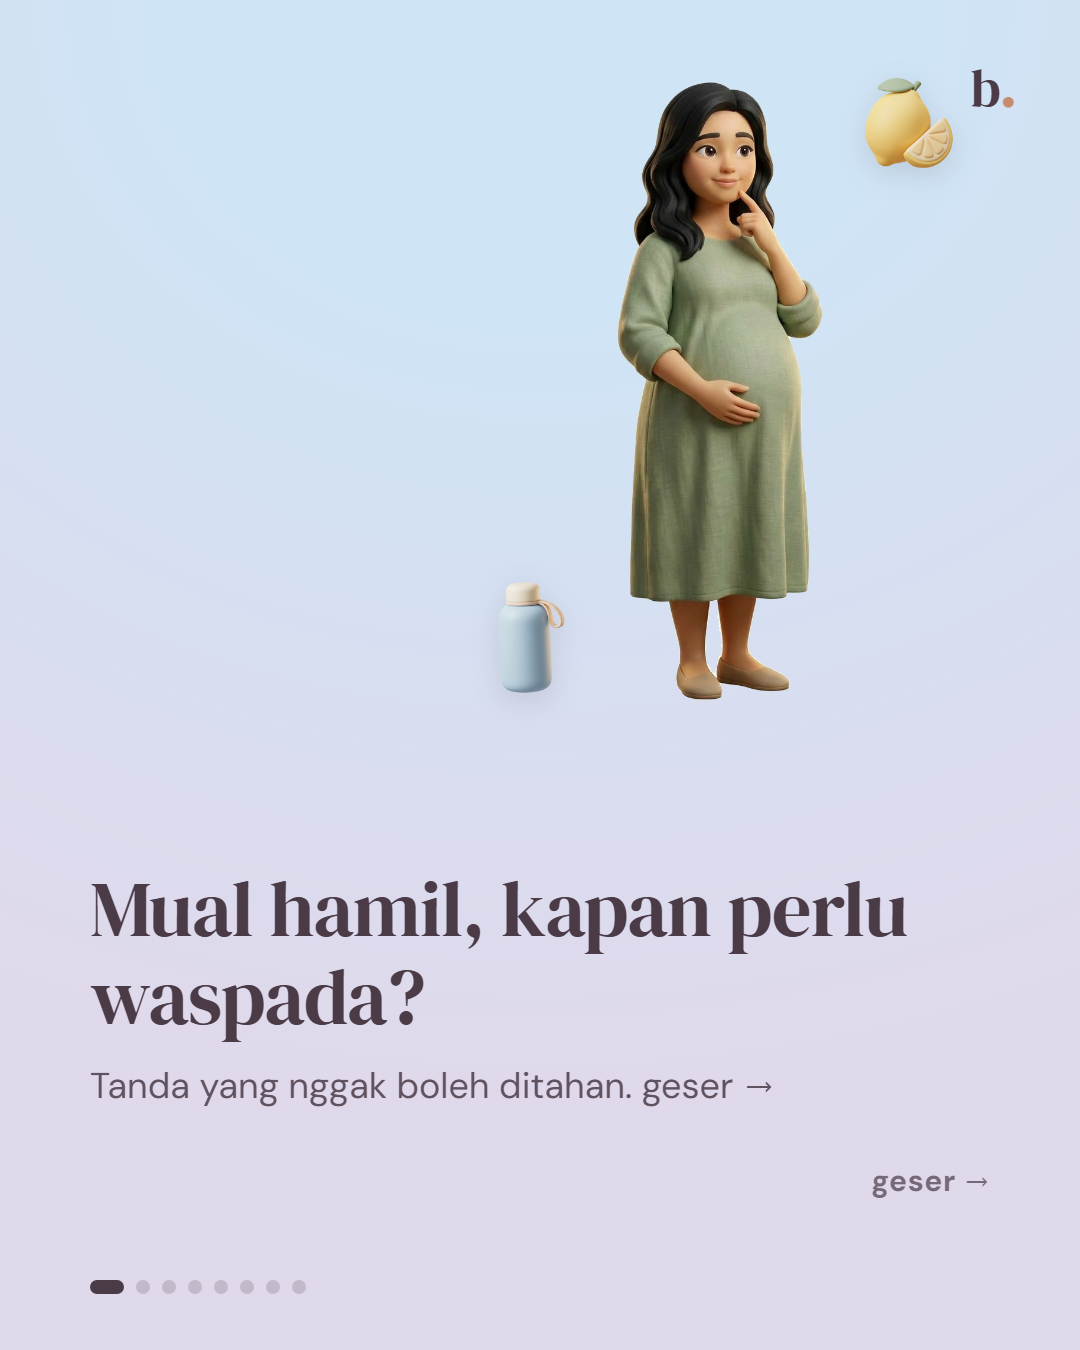 b.
Mual hamil, kapan perlu
waspada?
Tanda yang nggak boleh ditahan. geser →
geser →